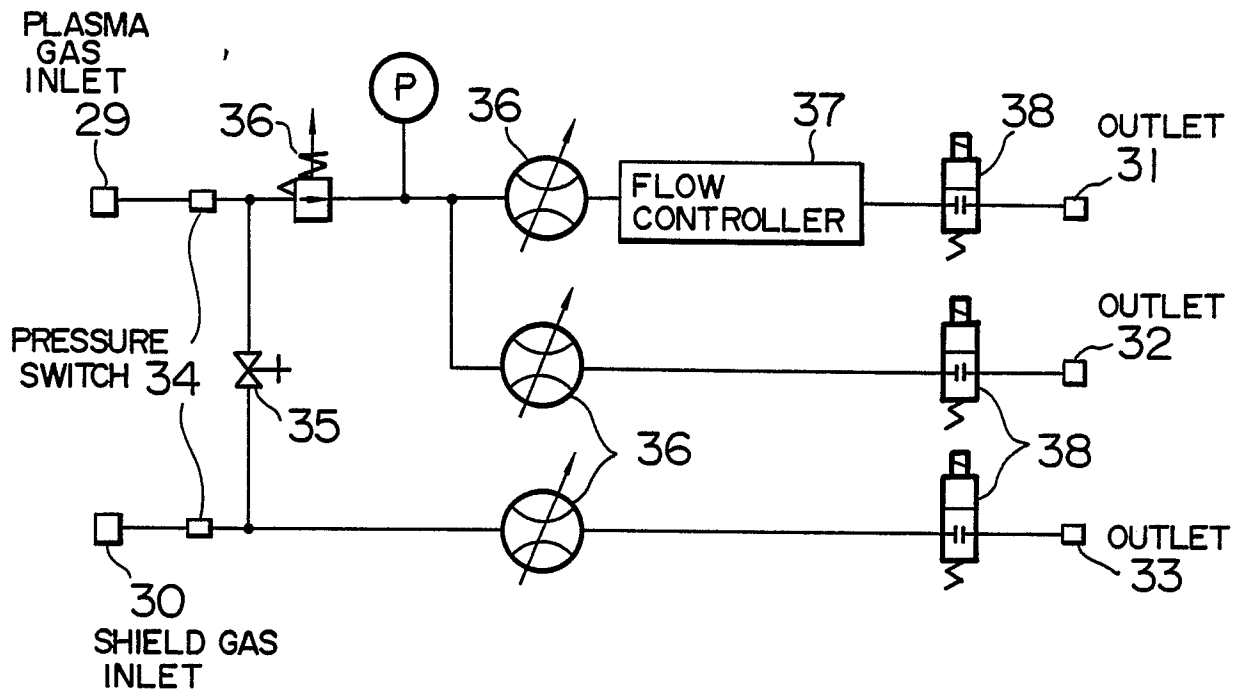 PLASMA
GAS
INLET
29
36
P
36
37
FLOW
CONTROLLER
38
OUTLET
31
OUTLET
32
PRESSURE
SWITCH 34
35
36
38
OUTLET
33
30
SHIELD GAS
INLET